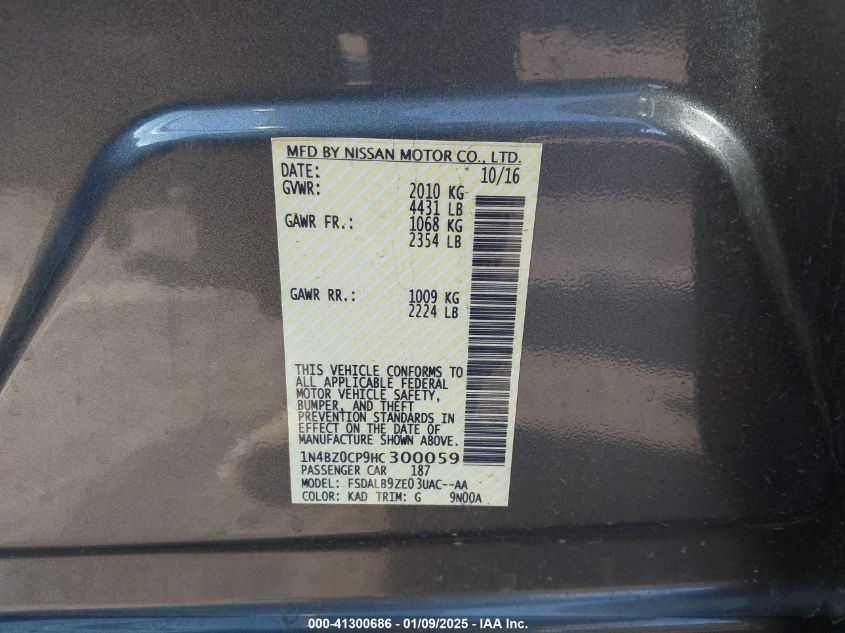 MFD BY NISSAN MOTOR CO., LTD.
DATE: 10/16
GVWR: 2010 KG
4431 LB
GAWR FR.: 1068 KG
2354 LB
GAWR RR.: 1009 KG
2224 LB
THIS VEHICLE CONFORMS TO
ALL APPLICABLE FEDERAL
MOTOR VEHICLE SAFETY,
BUMPER, AND THEFT
PREVENTION STANDARDS IN
EFFECT ON THE DATE OF
MANUFACTURE SHOWN ABOVE.
1N4BZ0CP9HC300059
PASSENGER CAR 187
MODEL: FSDALB9ZE03UAC--AA
COLOR: KAD TRIM: G 9N00A
000-41300686 - 01/09/2025 - © IAA Inc.